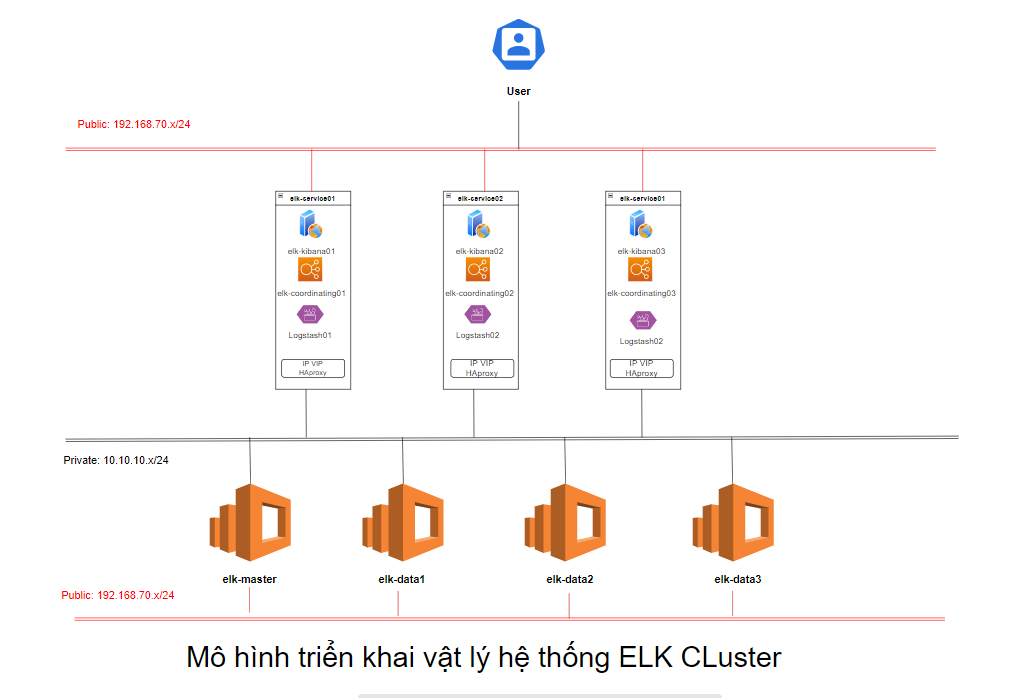 User
Public: 192.168.70.x/24
elk-service01
elk-service02
elk-service01
elk-kibana01
elk-kibana02
elk-kibana03
elk-coordinating01
elk-coordinating02
elk-coordinating03
Logstash01
Logstash02
Logstash02
IP VIP
HAproxy
IP VIP
HAproxy
IP VIP
HAproxy
Private: 10.10.10.x/24
elk-master
elk-data1
elk-data2
elk-data3
Public: 192.168.70.x/24
Mô hình triển khai vật lý hệ thống ELK CLuster